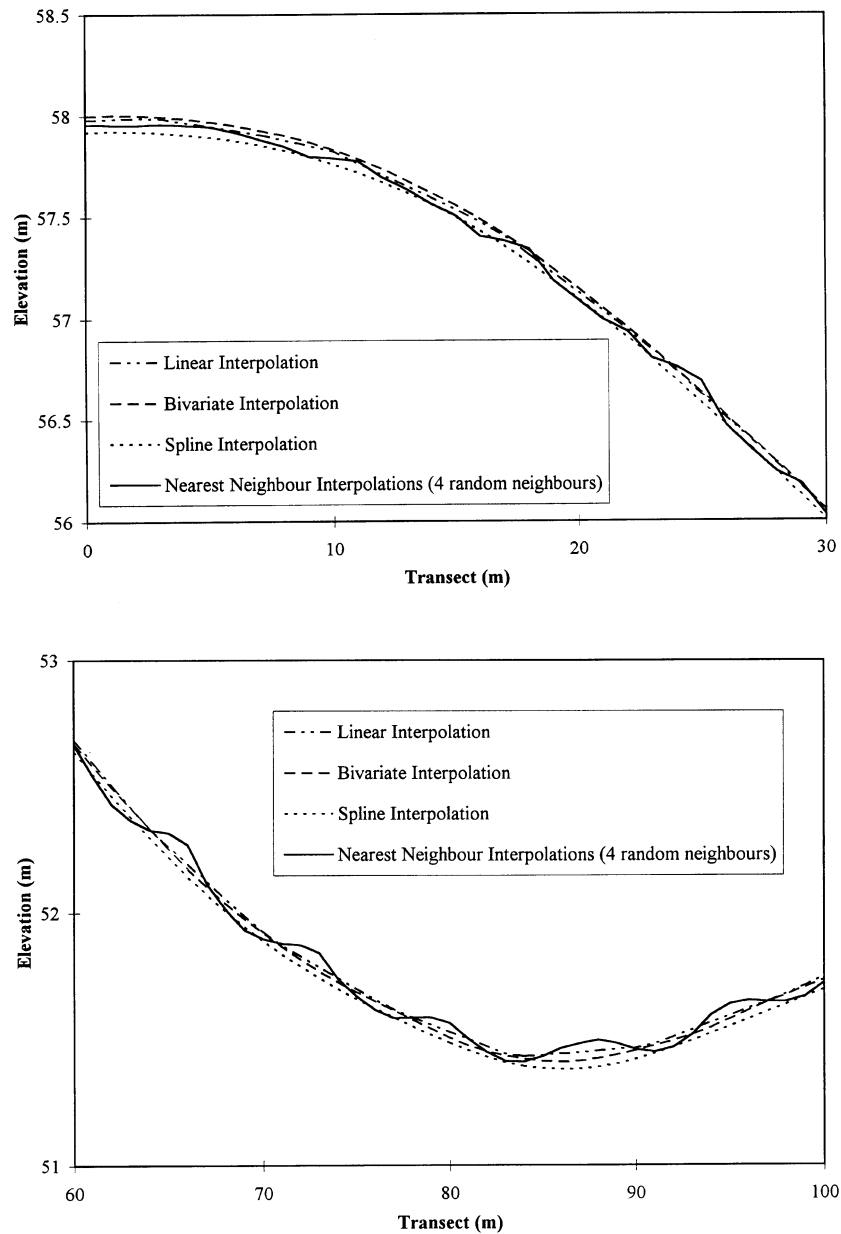 58.5
58
57.5
57
56.5
56
Elevation (m)
Linear Interpolation
Bivariate Interpolation
Spline Interpolation
Nearest Neighbour Interpolations (4 random neighbours)
0
10
20
30
Transect (m)
53
52
51
Elevation (m)
Linear Interpolation
Bivariate Interpolation
Spline Interpolation
Nearest Neighbour Interpolations (4 random neighbours)
60
70
80
90
100
Transect (m)